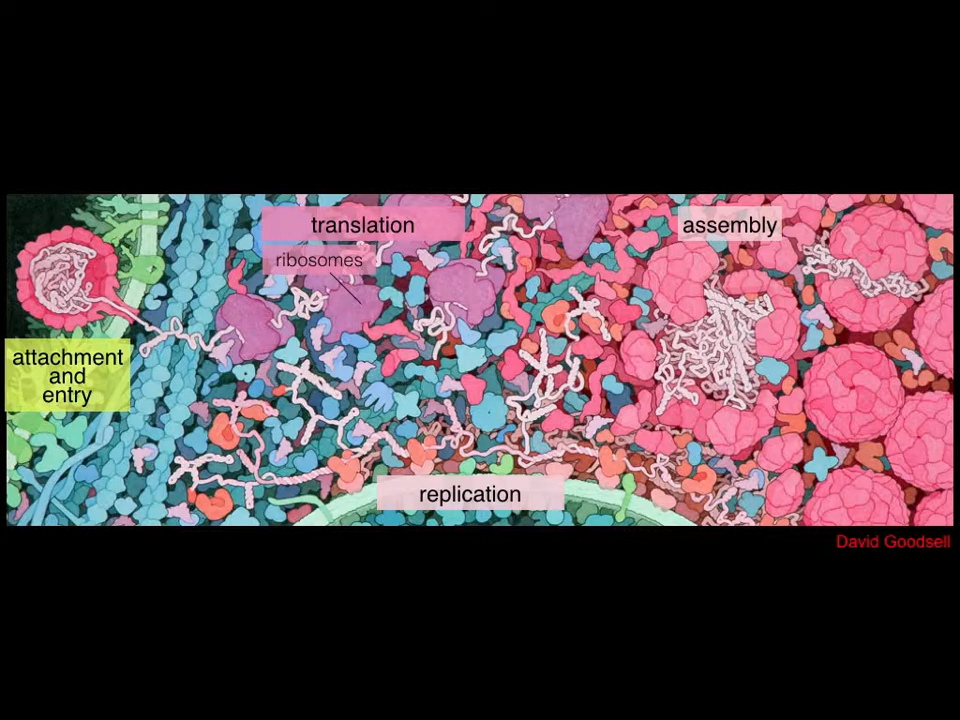 translation
ribosomes
assembly
attachment
and
entry
replication
David Goodsell